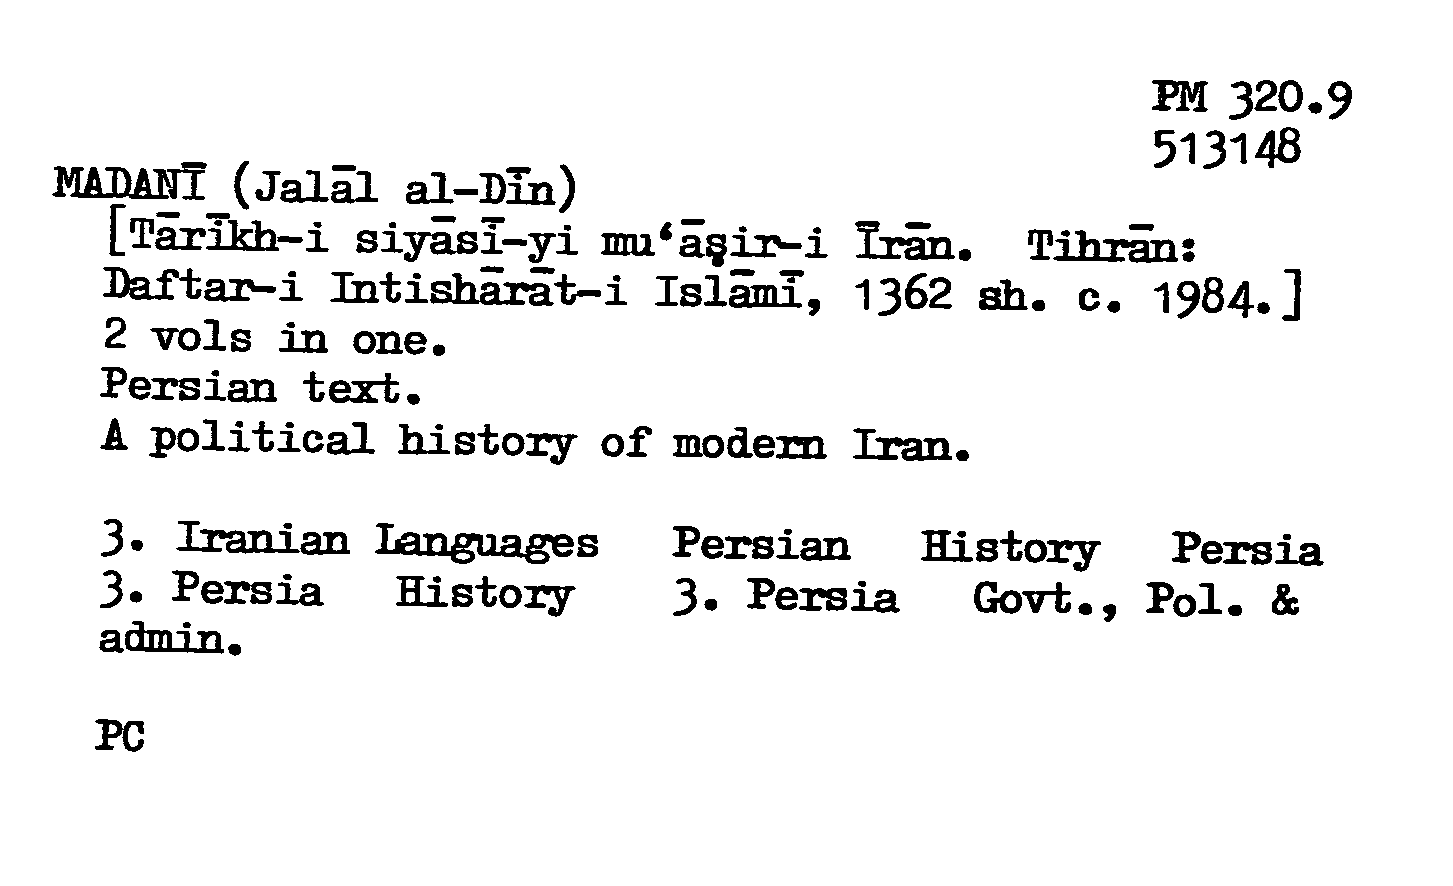 PM 320.9
513148
MADANĪ (Jalāl al-Dīn)
[Tārīkh-i siyāsī-yi mu‘āṣir-i Īrān. Tihrān:
Daftar-i Intishārāt-i Islāmī, 1362 sh. c. 1984.]
2 vols in one.
Persian text.
A political history of modern Iran.
3. Iranian Languages Persian History Persia
3. Persia History 3. Persia Govt., Pol. &
admin.
PC